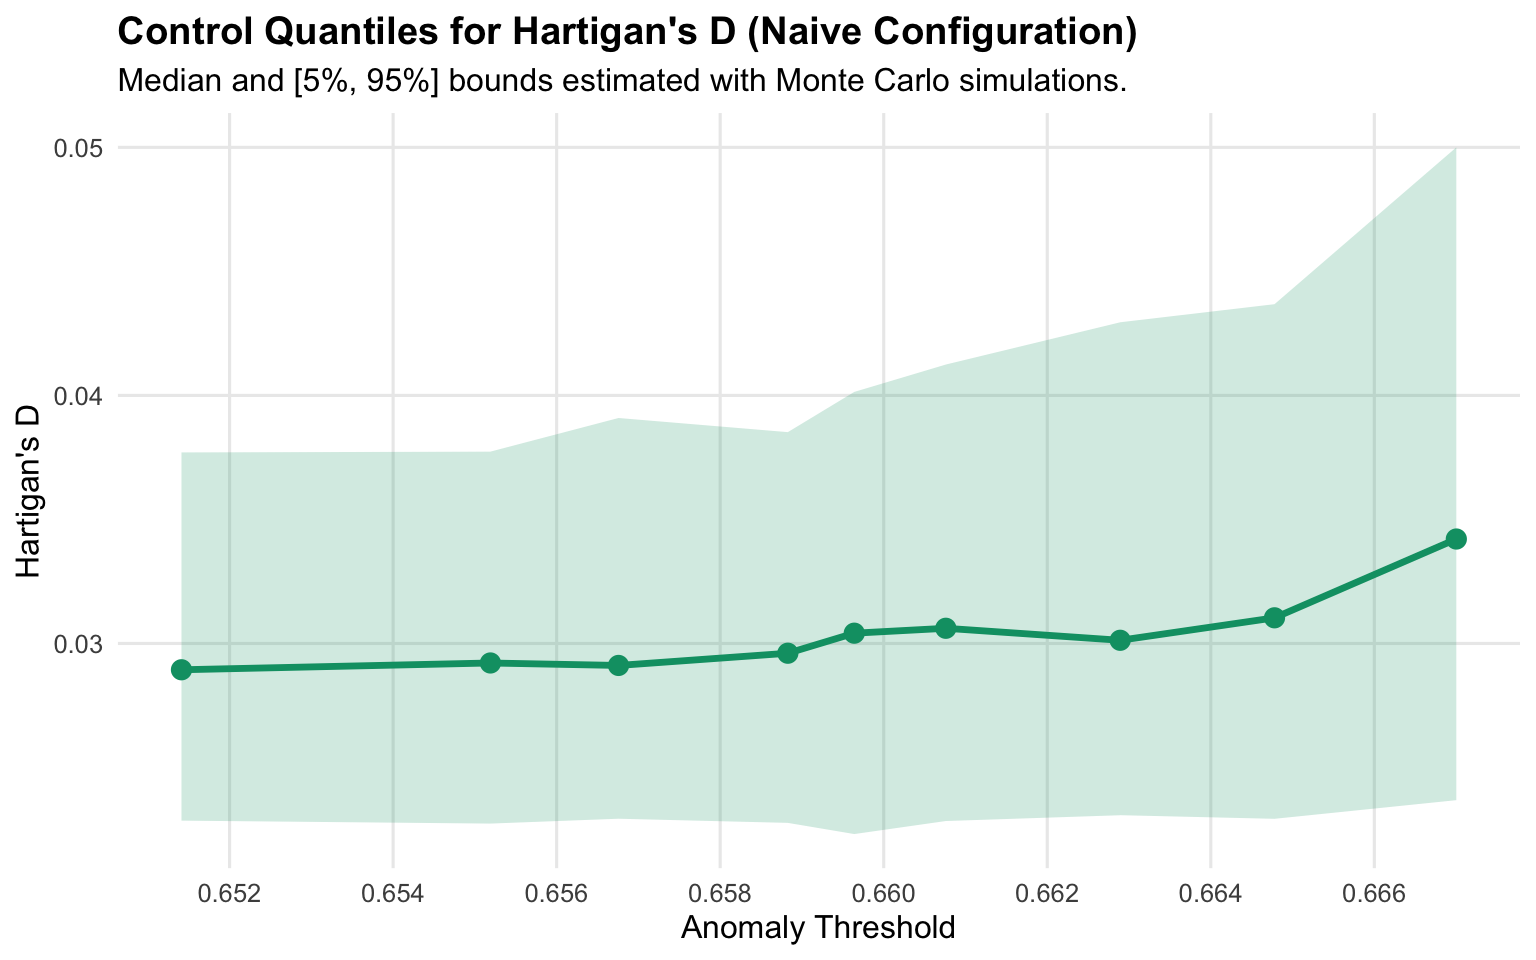 Control Quantiles for Hartigan's D (Naive Configuration)
Median and [5%, 95%] bounds estimated with Monte Carlo simulations.
0.05
0.04
0.03
Hartigan's D
0.652 0.654 0.656 0.658 0.660 0.662 0.664 0.666
Anomaly Threshold